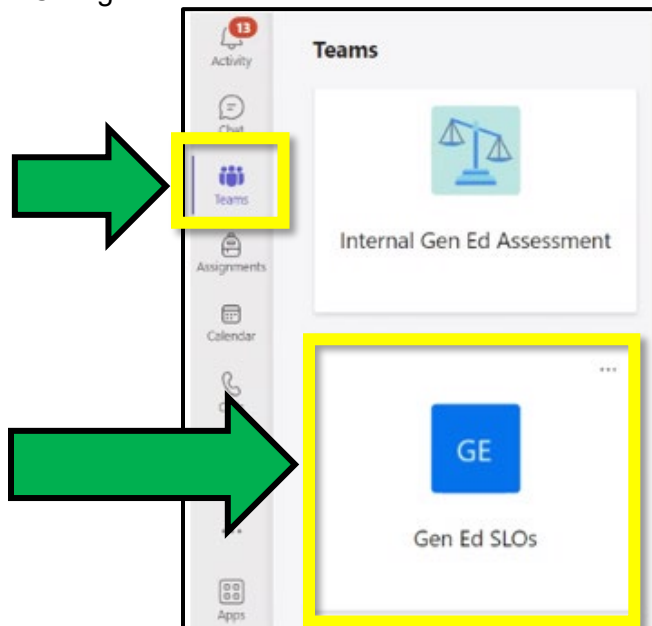 13
Activity
Chat
Teams
Assignments
Calendar
Apps
Teams
Internal Gen Ed Assessment
GE
Gen Ed SLOs